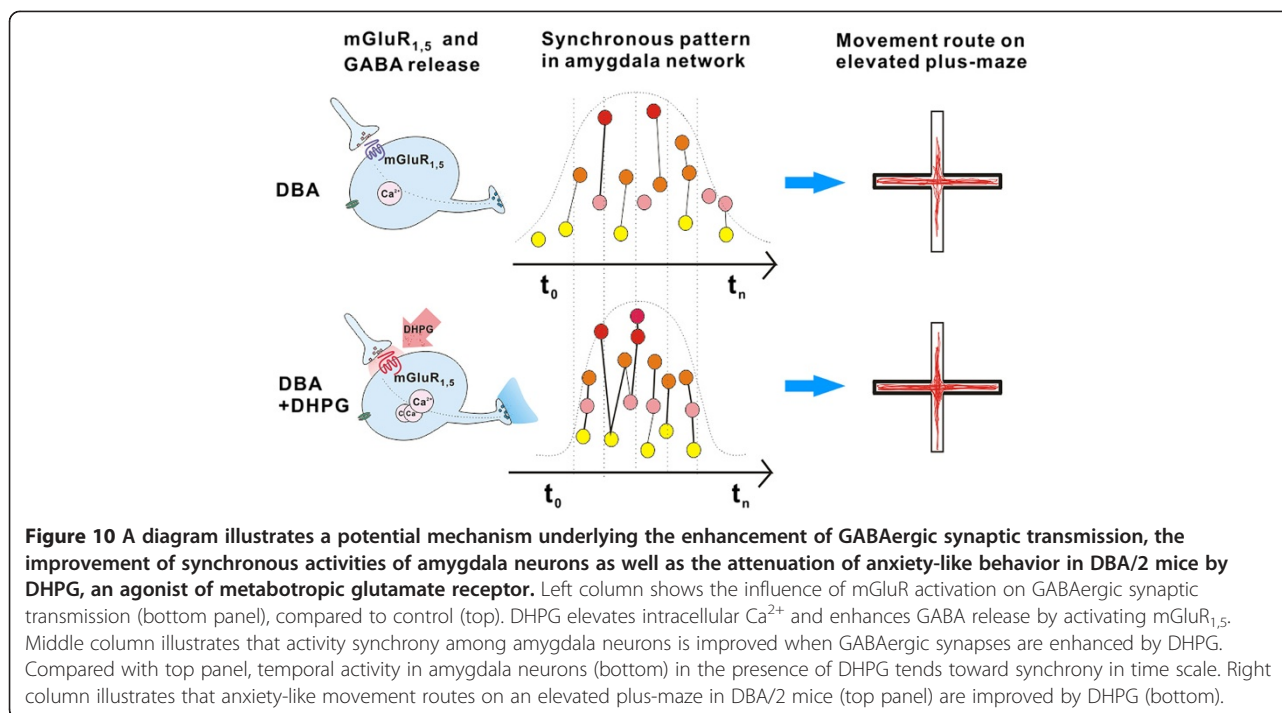 mGluR1,5 and
GABA release
Synchronous pattern
in amygdala network
Movement route on
elevated plus-maze
DBA
mGluR1,5
Ca2+
t0
tn
DBA
+DHPG
DHPG
mGluR1,5
Ca2+
C Ca
t0
tn
Figure 10 A diagram illustrates a potential mechanism underlying the enhancement of GABAergic synaptic transmission, the
improvement of synchronous activities of amygdala neurons as well as the attenuation of anxiety-like behavior in DBA/2 mice by
DHPG, an agonist of metabotropic glutamate receptor. Left column shows the influence of mGluR activation on GABAergic synaptic
transmission (bottom panel), compared to control (top). DHPG elevates intracellular Ca2+ and enhances GABA release by activating mGluR1,5.
Middle column illustrates that activity synchrony among amygdala neurons is improved when GABAergic synapses are enhanced by DHPG.
Compared with top panel, temporal activity in amygdala neurons (bottom) in the presence of DHPG tends toward synchrony in time scale. Right
column illustrates that anxiety-like movement routes on an elevated plus-maze in DBA/2 mice (top panel) are improved by DHPG (bottom).